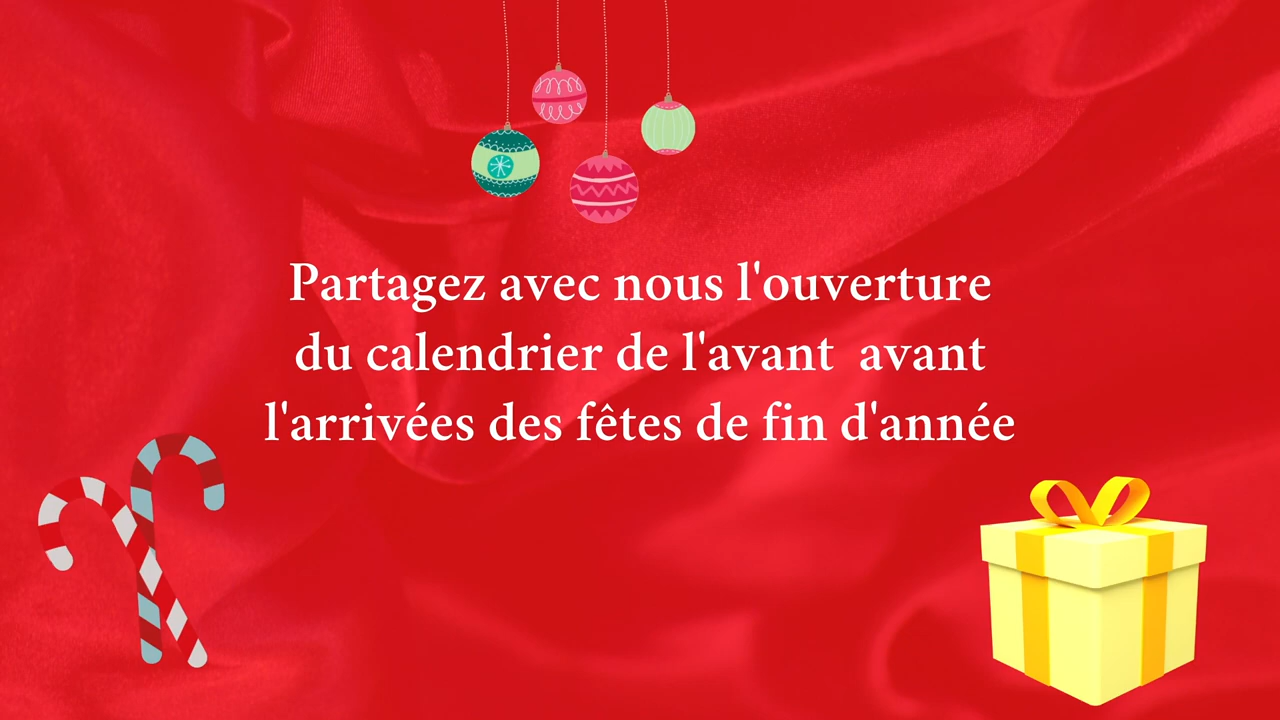 Partagez avec nous l'ouverture
du calendrier de l'avant  avant
l'arrivées des fêtes de fin d'année